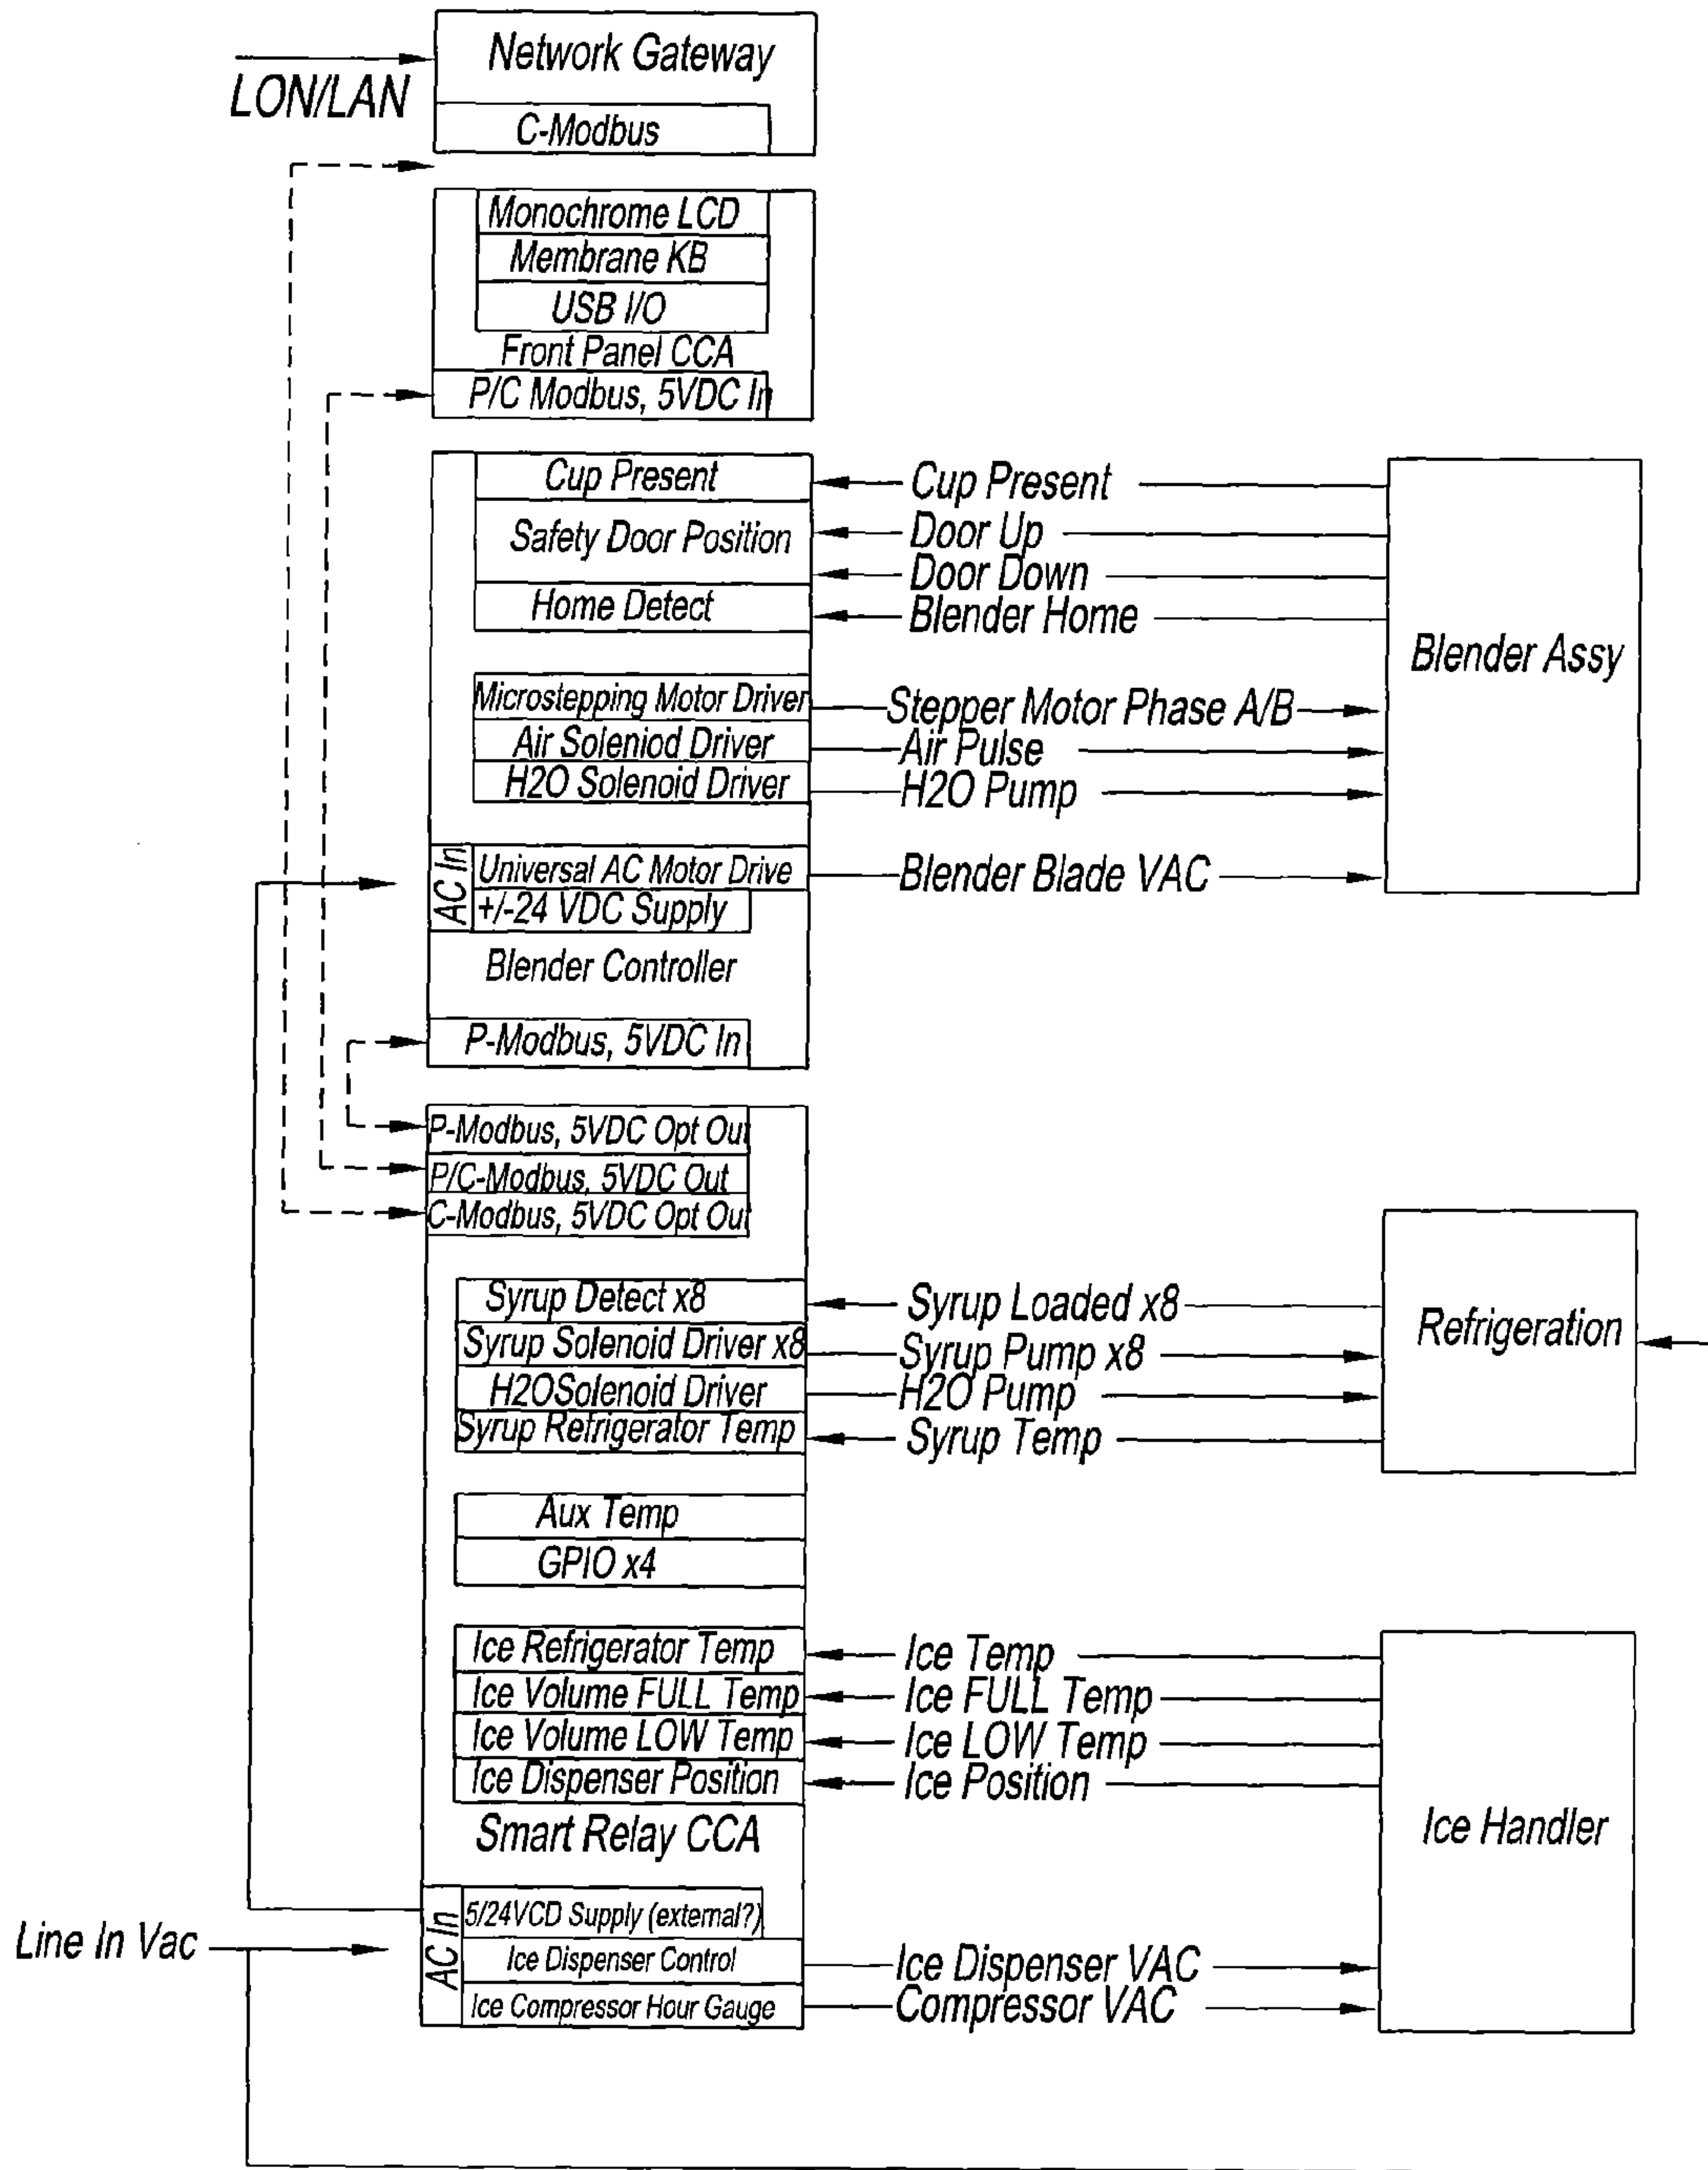 Network Gateway
LON/LAN
C-Modbus
Monochrome LCD
Membrane KB
USB I/O
Front Panel CCA
P/C Modbus, 5VDC In
Cup Present
Cup Present
Safety Door Position
Door Up
Door Down
Home Detect
Blender Home
Blender Assy
Microstepping Motor Driver
Stepper Motor Phase A/B
Air Soleniod Driver
Air Pulse
H2O Solenoid Driver
H2O Pump
AC In
Universal AC Motor Drive
Blender Blade VAC
+/-24 VDC Supply
Blender Controller
P-Modbus, 5VDC In
P-Modbus, 5VDC Opt Out
P/C-Modbus, 5VDC Out
C-Modbus, 5VDC Opt Out
Syrup Detect x8
Syrup Loaded x8
Syrup Solenoid Driver x8
Syrup Pump x8
H2OSolenoid Driver
H2O Pump
Syrup Refrigerator Temp
Syrup Temp
Refrigeration
Aux Temp
GPIO x4
Ice Refrigerator Temp
Ice Temp
Ice Volume FULL Temp
Ice FULL Temp
Ice Volume LOW Temp
Ice LOW Temp
Ice Dispenser Position
Ice Position
Ice Handler
Smart Relay CCA
Line In Vac
AC In
5/24VCD Supply (external?)
Ice Dispenser Control
Ice Dispenser VAC
Ice Compressor Hour Gauge
Compressor VAC